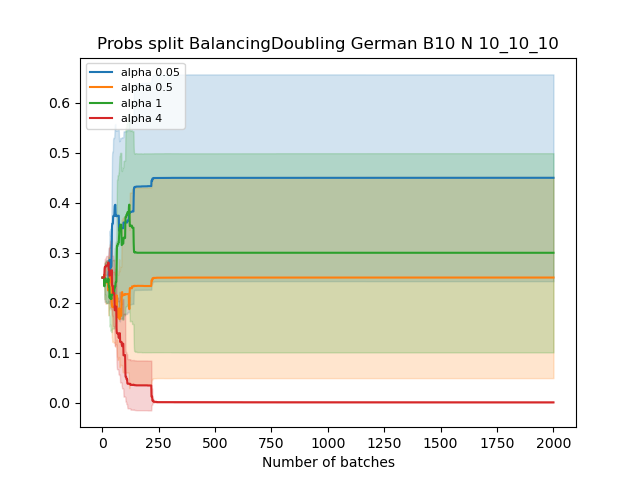 Probs split BalancingDoubling German B10 N 10_10_10
alpha 0.05
alpha 0.5
alpha 1
alpha 4
0.6
0.5
0.4
0.3
0.2
0.1
0.0
0 250 500 750 1000 1250 1500 1750 2000
Number of batches